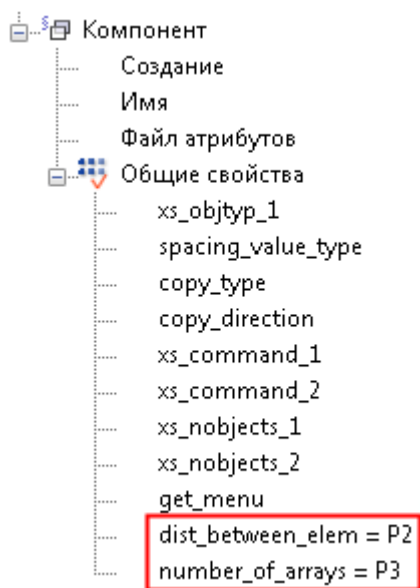 Компонент
Создание
Имя
Файл атрибутов
Общие свойства
xs_objtyp_1
spacing_value_type
copy_type
copy_direction
xs_command_1
xs_command_2
xs_nobjects_1
xs_nobjects_2
get_menu
dist_between_elem = P2
number_of_arrays = P3